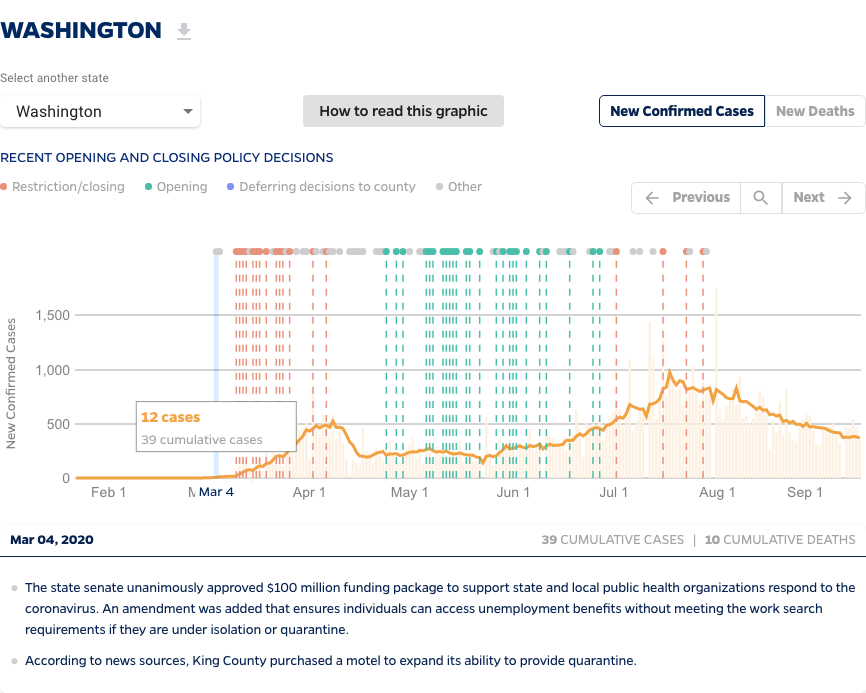 WASHINGTON
Select another state
Washington
How to read this graphic
New Confirmed Cases
New Deaths
RECENT OPENING AND CLOSING POLICY DECISIONS
Restriction/closing
Opening
Deferring decisions to county
Other
Previous
Next
New Confirmed Cases
1,500
1,000
500
0
12 cases
39 cumulative cases
Feb 1
M
Mar 4
Apr 1
May 1
Jun 1
Jul 1
Aug 1
Sep 1
Mar 04, 2020
39 CUMULATIVE CASES | 10 CUMULATIVE DEATHS
The state senate unanimously approved $100 million funding package to support state and local public health organizations respond to the
coronavirus. An amendment was added that ensures individuals can access unemployment benefits without meeting the work search
requirements if they are under isolation or quarantine.
According to news sources, King County purchased a motel to expand its ability to provide quarantine.